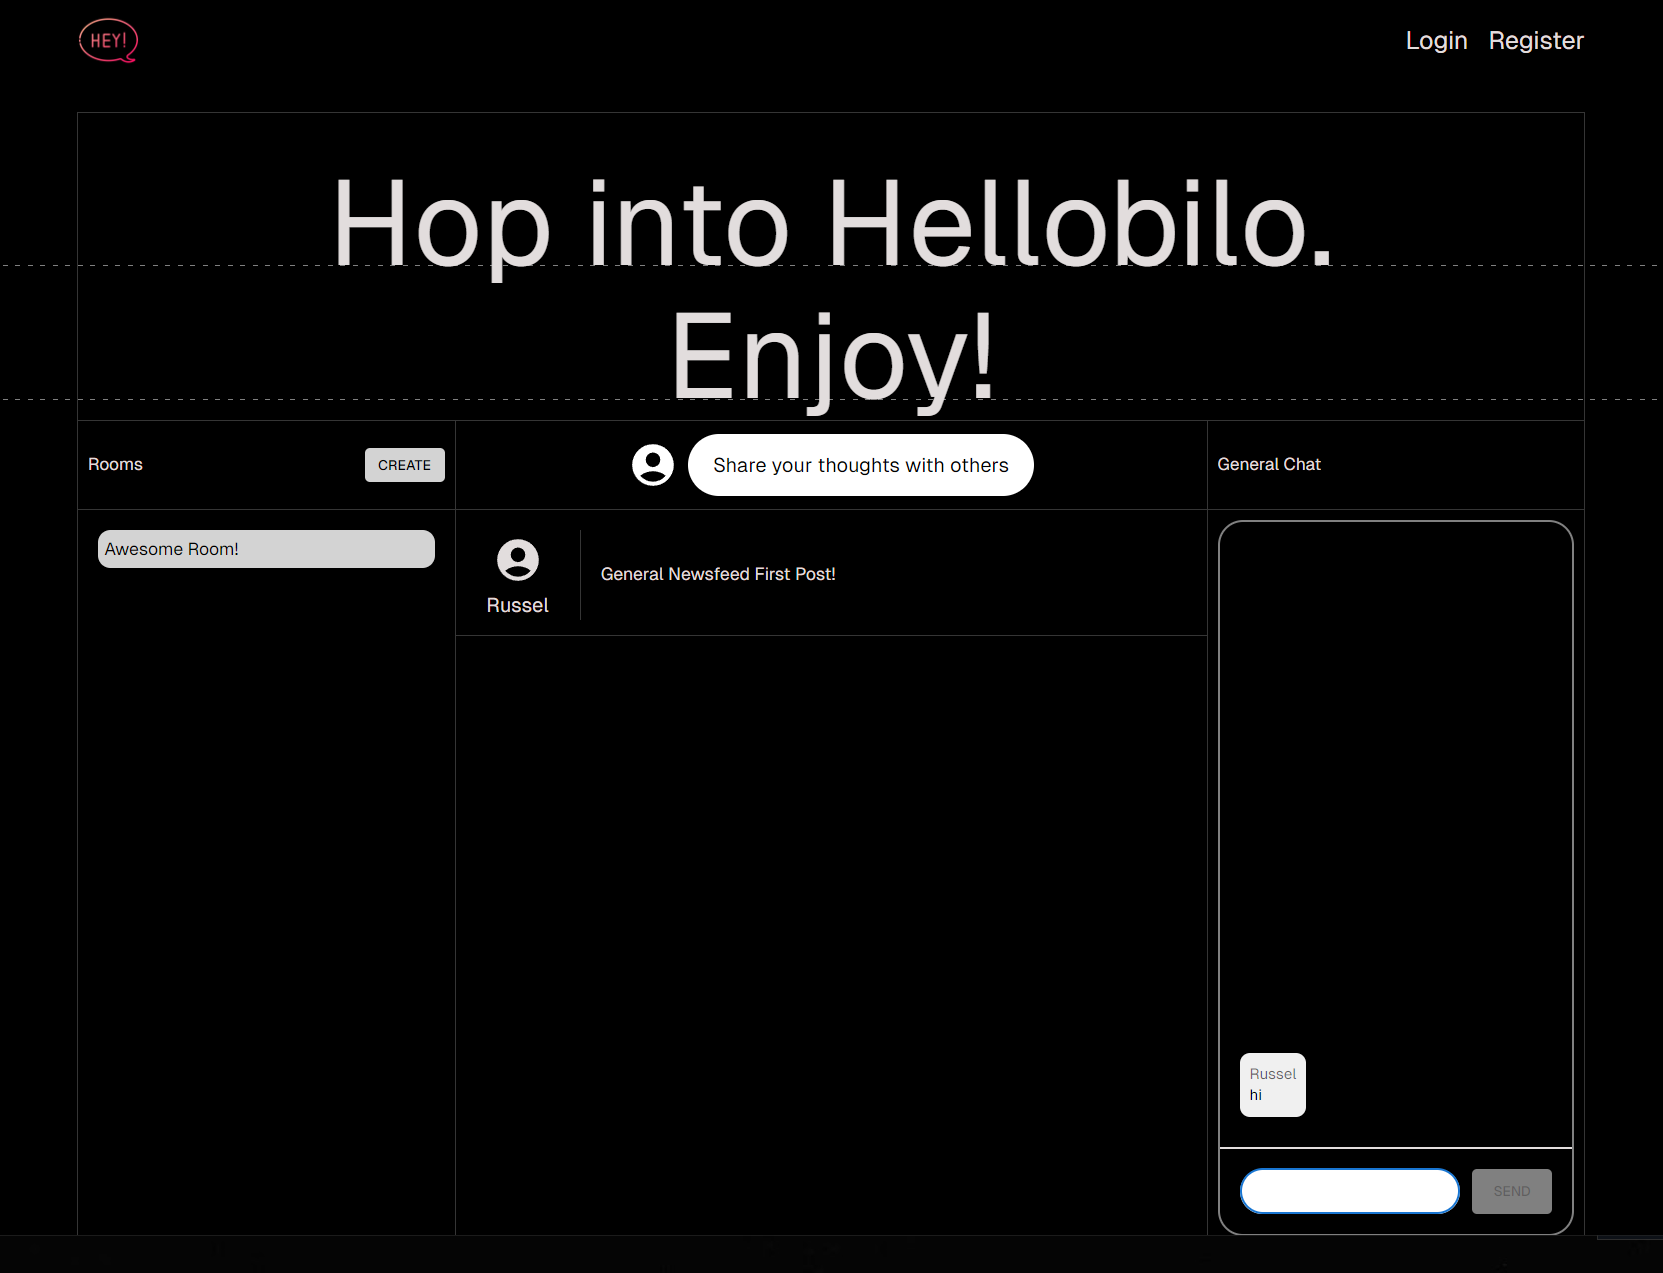 HEY!
Login Register
Hop into Hellobilo.
Enjoy!
Rooms
CREATE
Share your thoughts with others
General Chat
Awesome Room!
Russel
General Newsfeed First Post!
Russel
hi
SEND